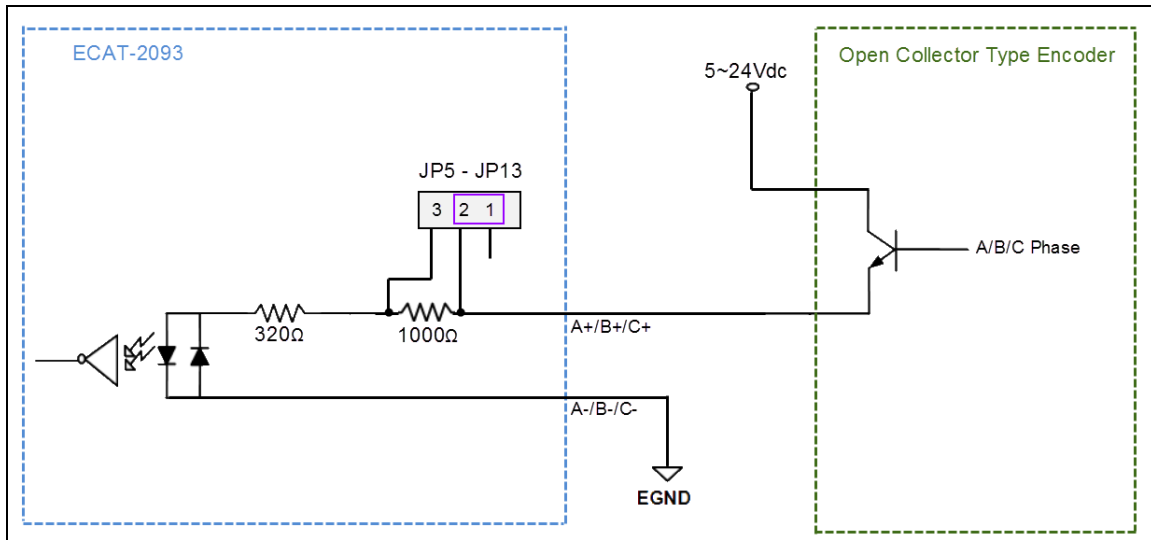 ECAT-2093
Open Collector Type Encoder
5~24Vdc
JP5 - JP13
3 2 1
A/B/C Phase
320Ω
1000Ω
A+/B+/C+
A-/B-/C-
EGND